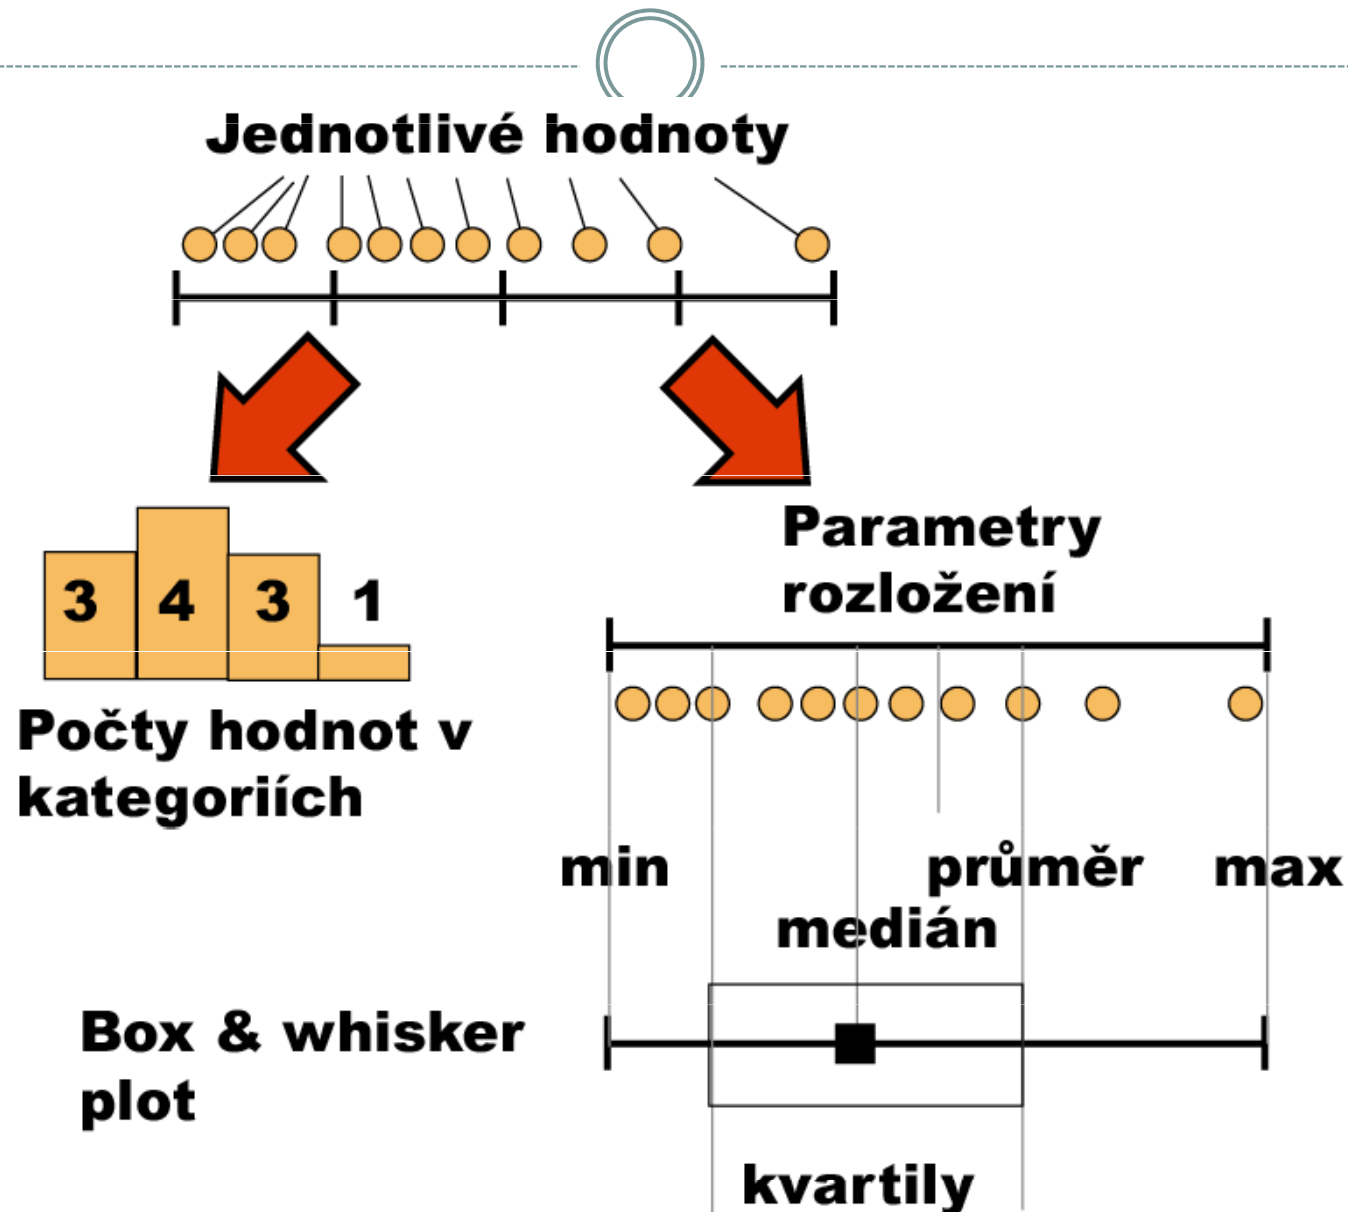 Jednotlivé hodnoty
Parametry
rozložení
3 4 3 1
Počty hodnot v
kategoriích
min průměr max
medián
Box & whisker
plot
kvartily